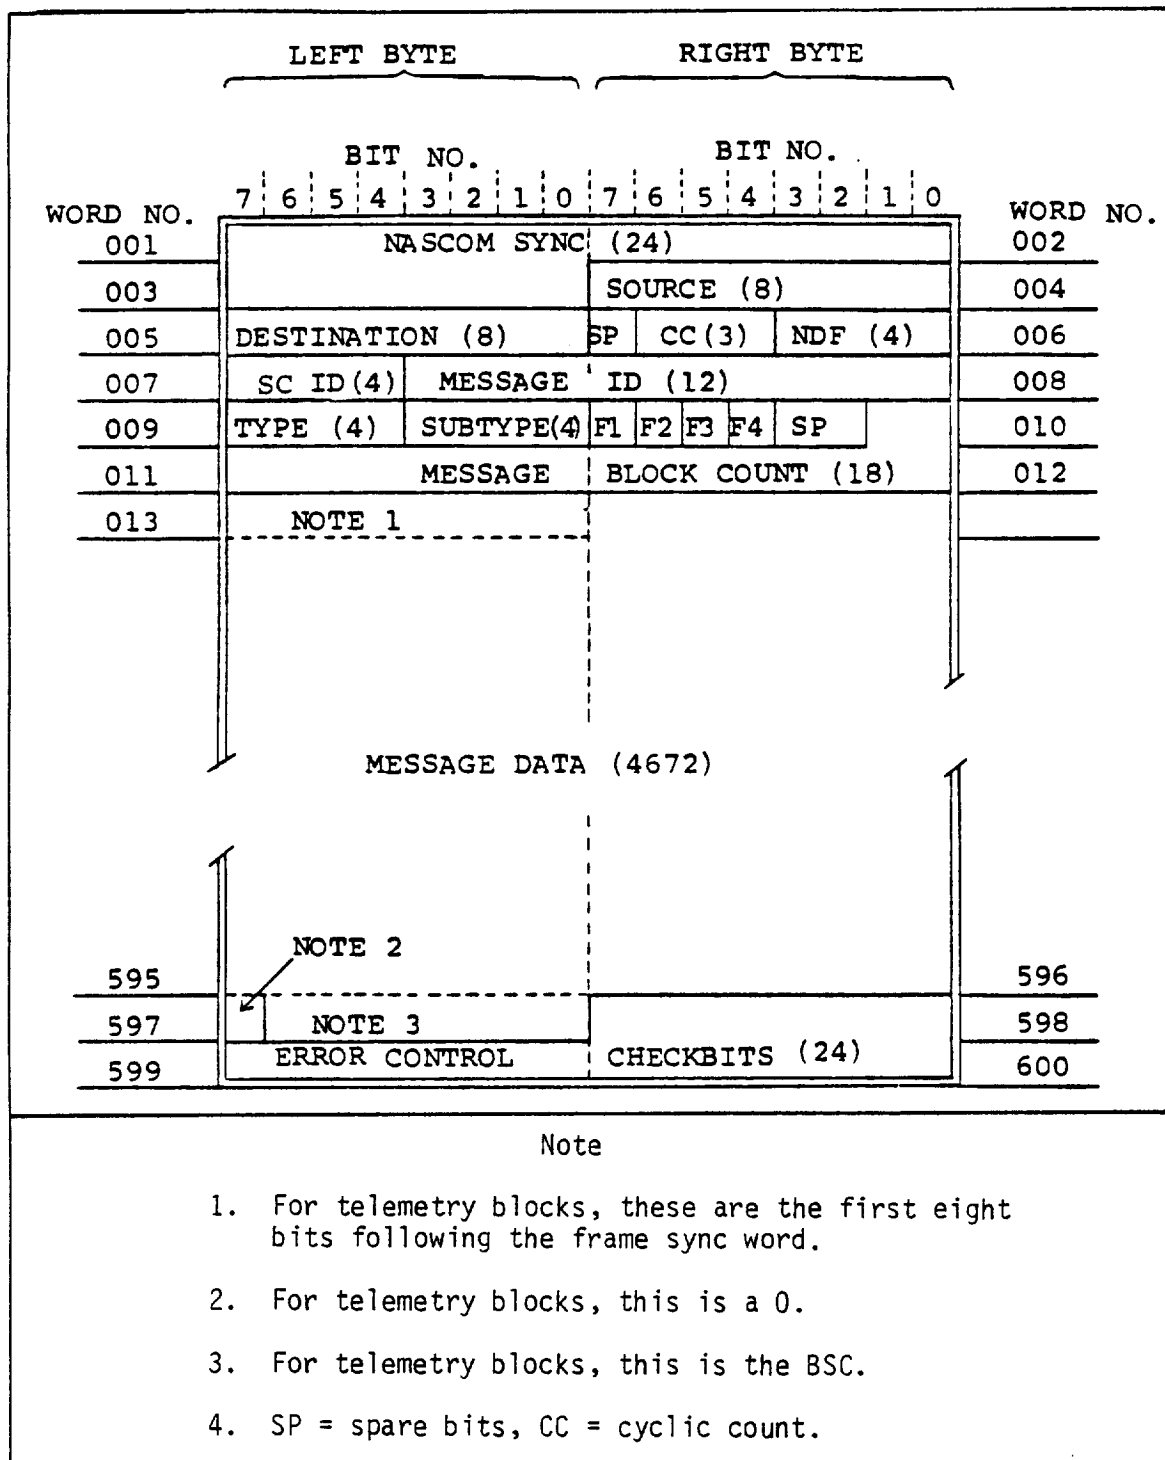 LEFT BYTE RIGHT BYTE
BIT NO. BIT NO.
7 6 5 4 3 2 1 0 7 6 5 4 3 2 1 0
WORD NO. WORD NO.
001 NASCOM SYNC (24) 002
003 SOURCE (8) 004
005 DESTINATION (8) SP CC(3) NDF (4) 006
007 SC ID(4) MESSAGE ID (12) 008
009 TYPE (4) SUBTYPE(4) F1 F2 F3 F4 SP 010
011 MESSAGE BLOCK COUNT (18) 012
013 NOTE 1
MESSAGE DATA (4672)
NOTE 2
595 596
597 NOTE 3 598
ERROR CONTROL CHECKBITS (24)
599 600
Note
1. For telemetry blocks, these are the first eight
bits following the frame sync word.
2. For telemetry blocks, this is a 0.
3. For telemetry blocks, this is the BSC.
4. SP = spare bits, CC = cyclic count.